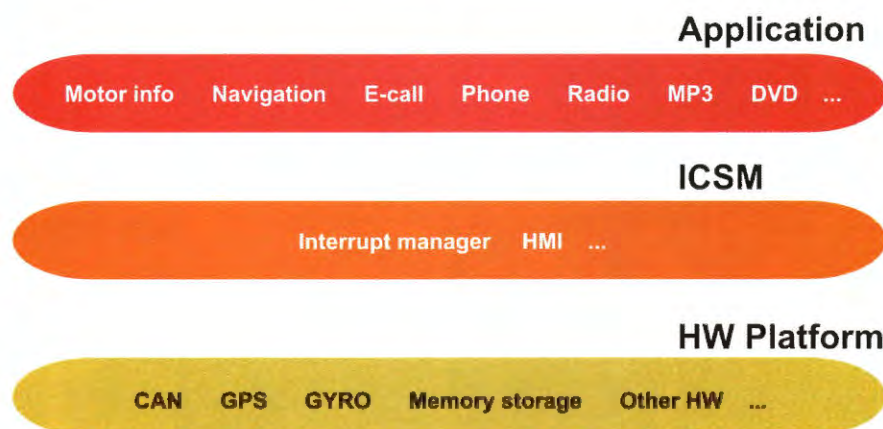 Application
Motor info Navigation E-call Phone Radio MP3 DVD ...
ICSM
Interrupt manager HMI ...
HW Platform
CAN GPS GYRO Memory storage Other HW ...